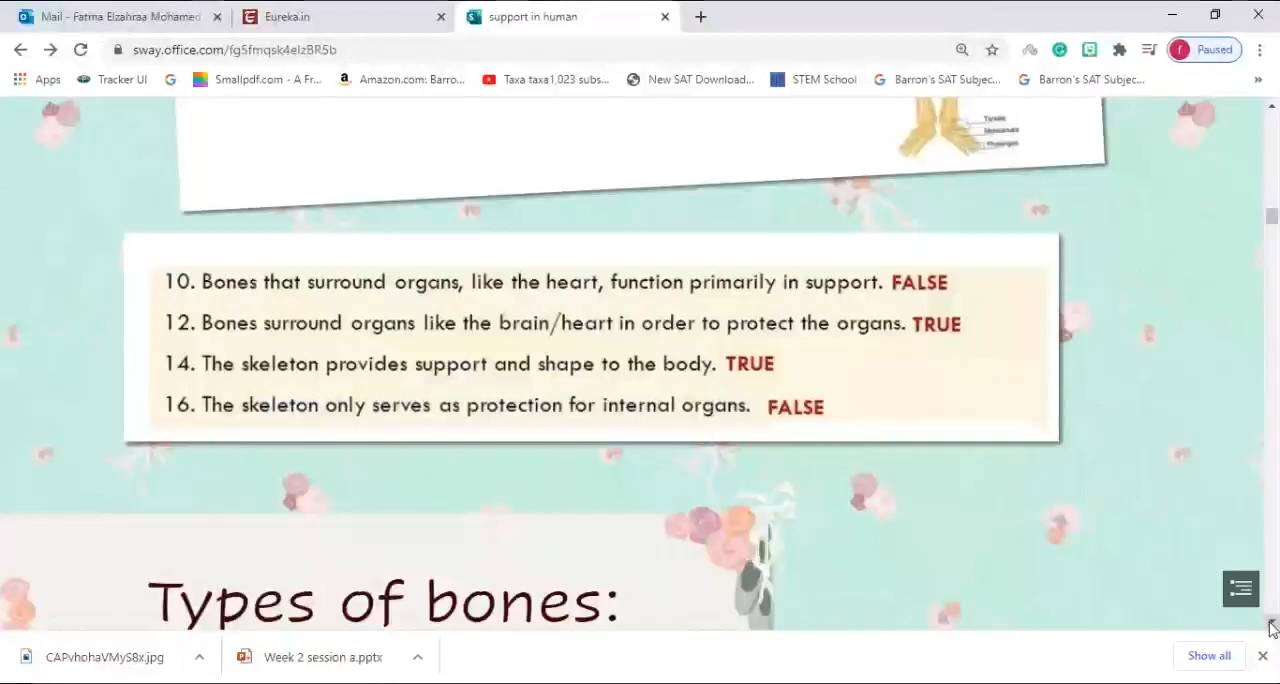 Mail - Fatma Elzahraa Mohamed
Eureka.in
support in human
sway.office.com/fg5fmqsk4elzBR5b
Paused
Apps
Tracker UI
Smallpdf.com - A Fr...
Amazon.com: Barro...
Taxa taxa1,023 subs...
New SAT Download...
STEM School
Barron's SAT Subjec...
Barron's SAT Subjec...
Tarsals
Metatarsals
Phalanges
10. Bones that surround organs, like the heart, function primarily in support. FALSE
12. Bones surround organs like the brain/heart in order to protect the organs. TRUE
14. The skeleton provides support and shape to the body. TRUE
16. The skeleton only serves as protection for internal organs. FALSE
Types of bones:
CAPvhohaVMyS8x.jpg
Week 2 session a.pptx
Show all